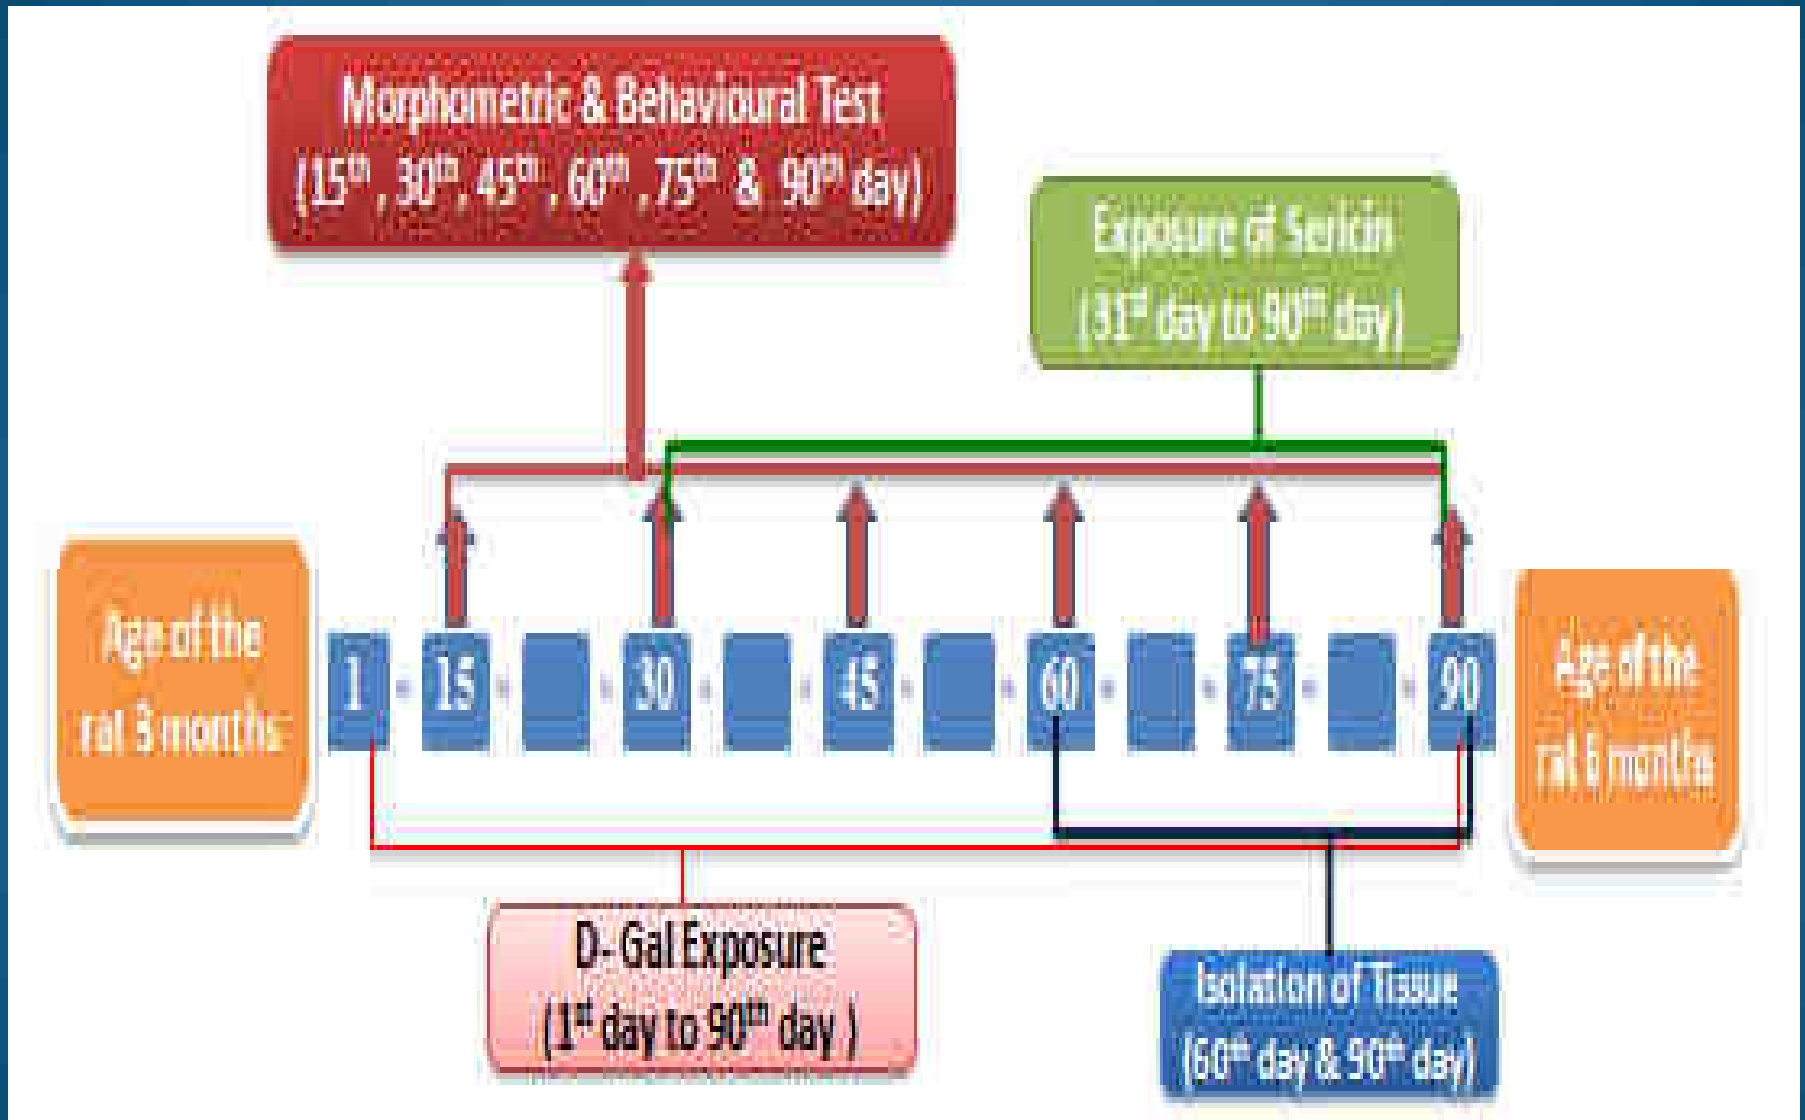 Morphometric & Behavioural Test
(15th , 30th, 45th , 60th , 75th & 90th day)
Exposure of Sericin
(31st day to 90th day)
Age of the
rat 3 months
1 - 15 - - 30 - - 45 - - 60 - - 75 - - 90
Age of the
rat 6 months
D- Gal Exposure
(1st day to 90th day )
Isolation of Tissue
(60th day & 90th day)